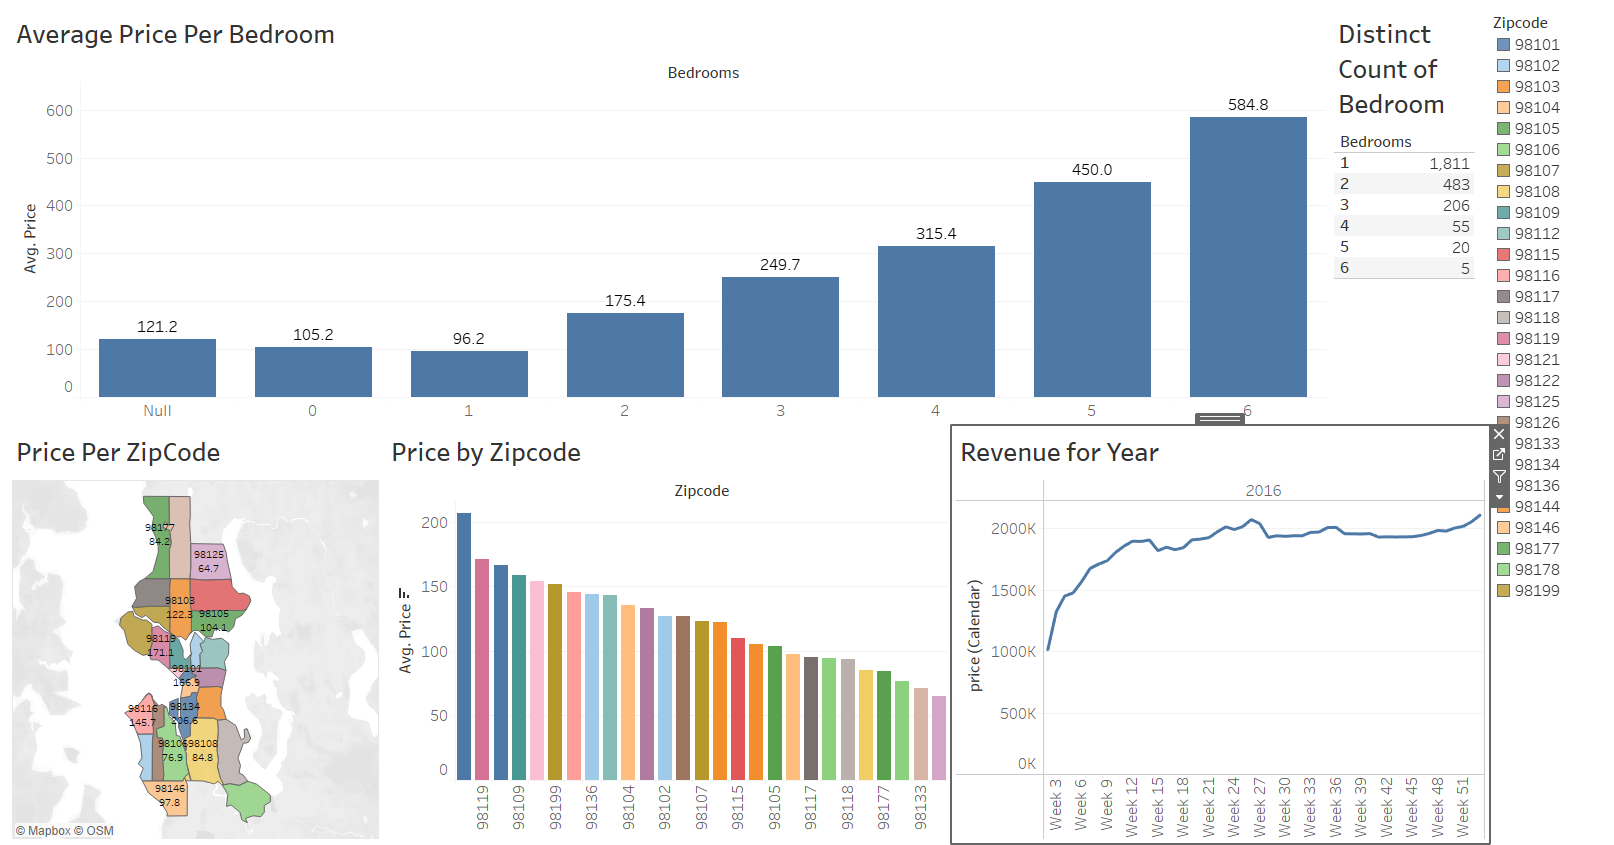 Average Price Per Bedroom
Bedrooms
Avg. Price
600
500
400
300
200
100
0
121.2
105.2
96.2
175.4
249.7
315.4
450.0
584.8
Null
0
1
2
3
4
5
6
Distinct
Count of
Bedroom
Bedrooms
1 1,811
2 483
3 206
4 55
5 20
6 5
Zipcode
98101
98102
98103
98104
98105
98106
98107
98108
98109
98112
98115
98116
98117
98118
98119
98121
98122
98125
98126
98133
98134
98136
98144
98146
98177
98178
98199
Price Per ZipCode
98177
84.2
98125
64.7
98103
122.3
98105
104.1
98119
171.1
98101
166.9
98116
145.7
98134
206.6
98106
76.9
98108
84.8
98146
97.8
© Mapbox © OSM
Price by Zipcode
Zipcode
Avg. Price
200
150
100
50
0
98119
98109
98199
98136
98104
98102
98107
98115
98105
98117
98118
98177
98133
Revenue for Year
2016
price (Calendar)
2000K
1500K
1000K
500K
0K
Week 3
Week 6
Week 9
Week 12
Week 15
Week 18
Week 21
Week 24
Week 27
Week 30
Week 33
Week 36
Week 39
Week 42
Week 45
Week 48
Week 51